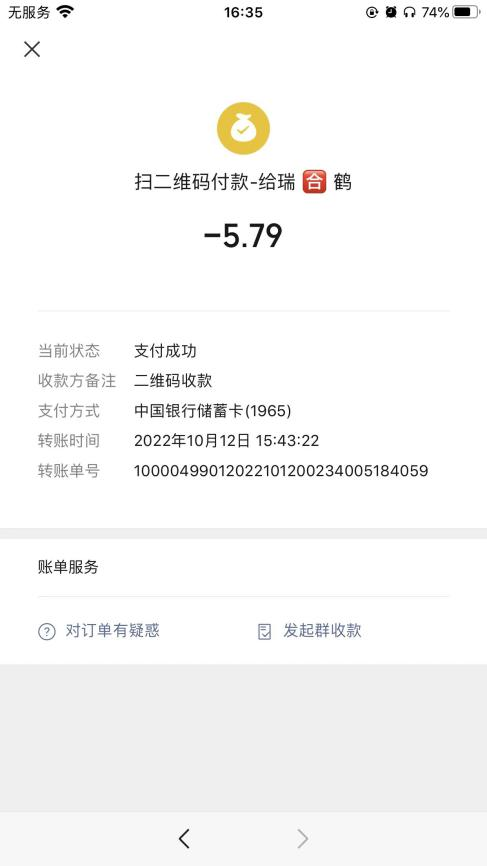 无服务 16:35 74%
扫二维码付款-给瑞🈴鹤
-5.79
当前状态 支付成功
收款方备注 二维码收款
支付方式 中国银行储蓄卡(1965)
转账时间 2022年10月12日 15:43:22
转账单号 10000499012022101200234005184059
账单服务
对订单有疑惑 发起群收款